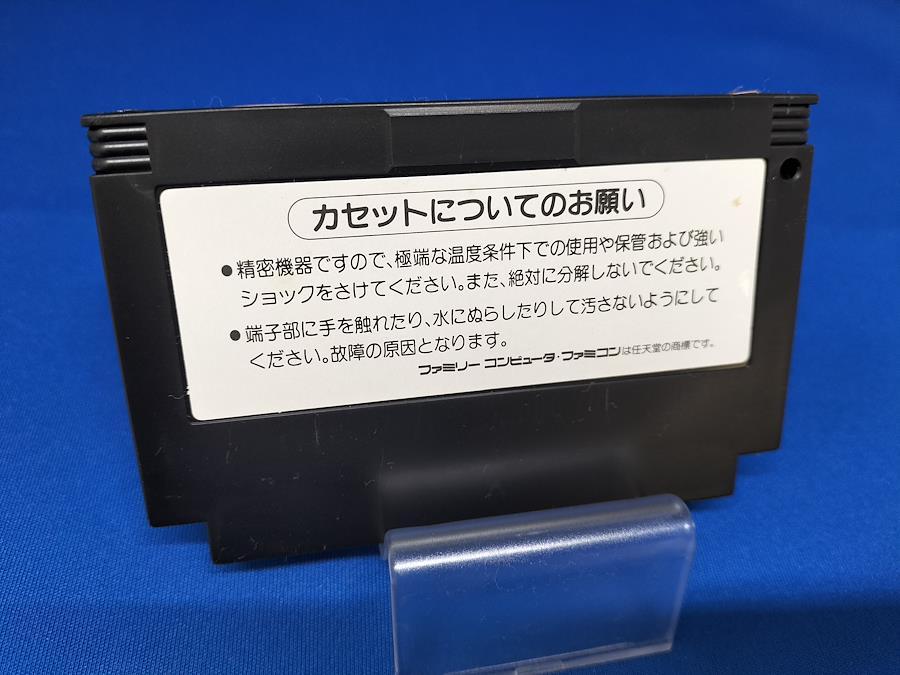 カセットについてのお願い
●精密機器ですので、極端な温度条件下での使用や保管および強い
ショックをさけてください。また、絶対に分解しないでください。
●端子部に手を触れたり、水にぬらしたりして汚さないようにして
ください。故障の原因となります。
ファミリー コンピュータ・ファミコンは任天堂の商標です。